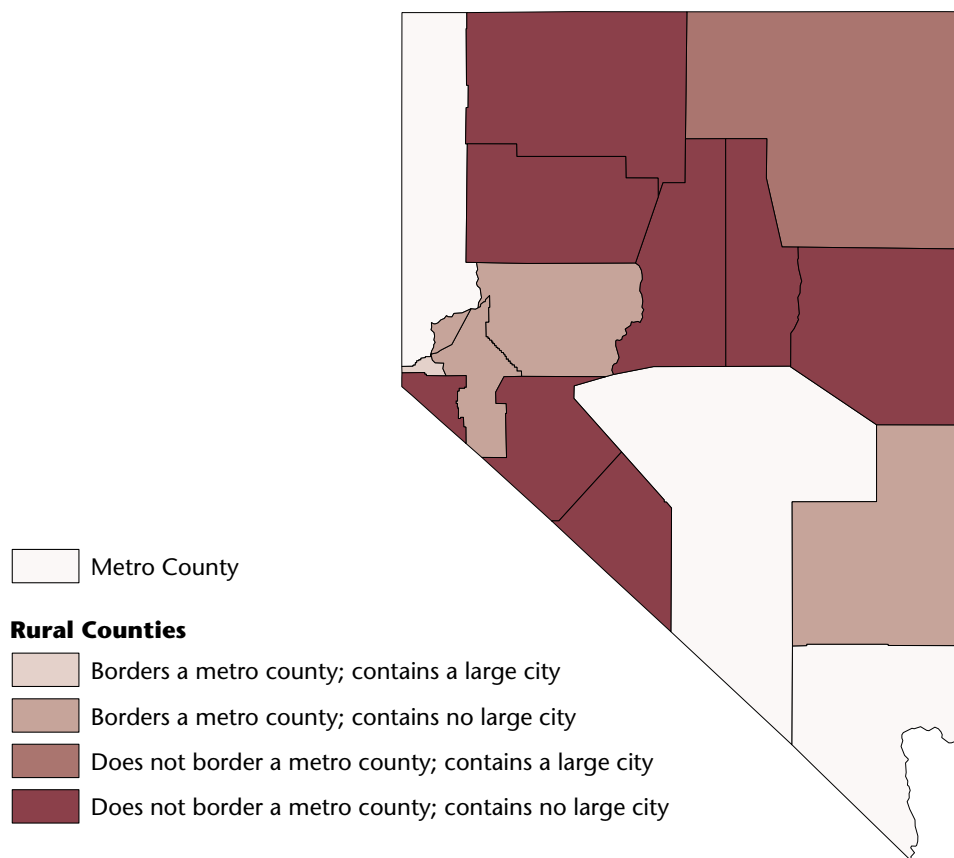 Metro County
Rural Counties
Borders a metro county; contains a large city
Borders a metro county; contains no large city
Does not border a metro county; contains a large city
Does not border a metro county; contains no large city